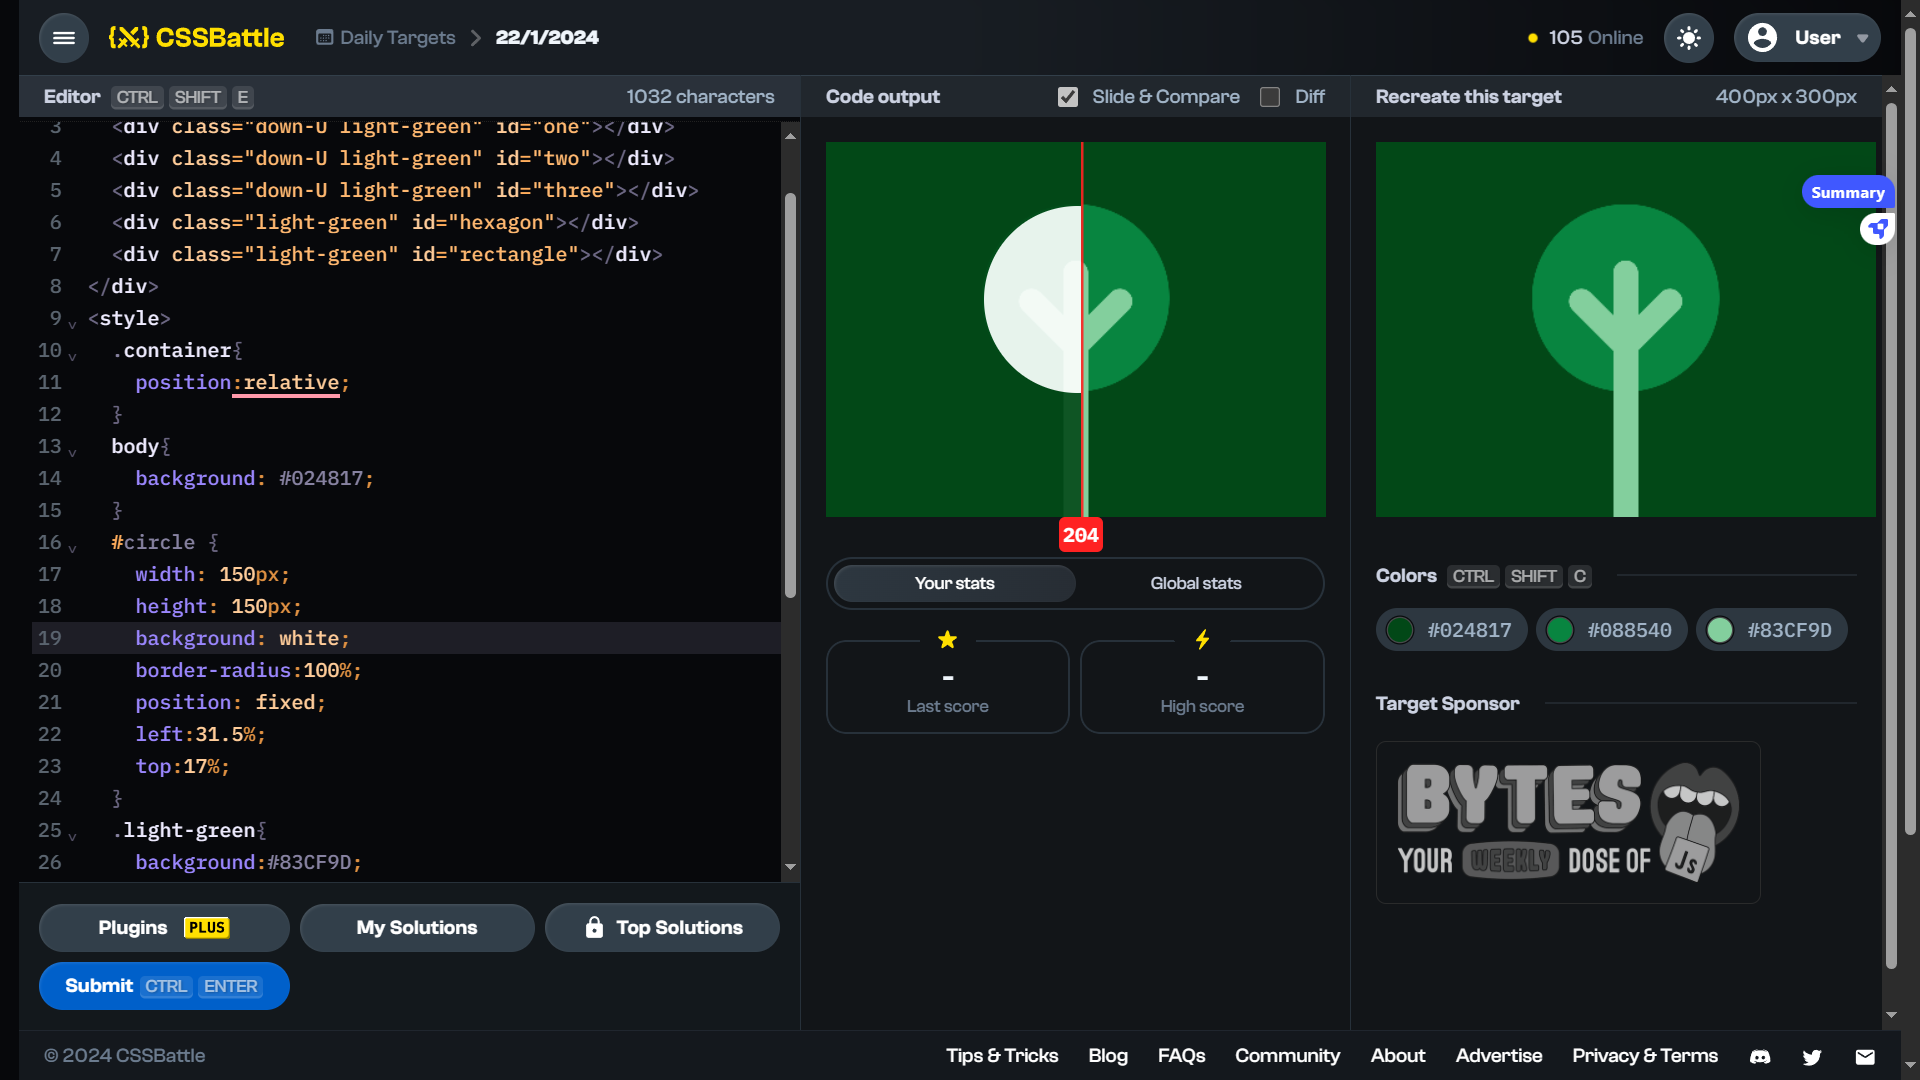 {X} CSSBattle
Daily Targets
22/1/2024
105 Online
User
Editor CTRL SHIFT E
1032 characters
3 <div class="down-U light-green" id="one"></div>
4 <div class="down-U light-green" id="two"></div>
5 <div class="down-U light-green" id="three"></div>
6 <div class="light-green" id="hexagon"></div>
7 <div class="light-green" id="rectangle"></div>
8 </div>
9 <style>
10 .container{
11 position:relative;
12 }
13 body{
14 background: #024817;
15 }
16 #circle {
17 width: 150px;
18 height: 150px;
19 background: white;
20 border-radius:100%;
21 position: fixed;
22 left:31.5%;
23 top:17%;
24 }
25 .light-green{
26 background:#83CF9D;
Plugins PLUS
My Solutions
Top Solutions
Submit CTRL ENTER
Code output
Slide & Compare
Diff
204
Your stats
Global stats
-
Last score
-
High score
Recreate this target
400px x 300px
Summary
Colors CTRL SHIFT C
#024817
#088540
#83CF9D
Target Sponsor
BYTES
YOUR WEEKLY DOSE OF JS
© 2024 CSSBattle
Tips & Tricks
Blog
FAQs
Community
About
Advertise
Privacy & Terms